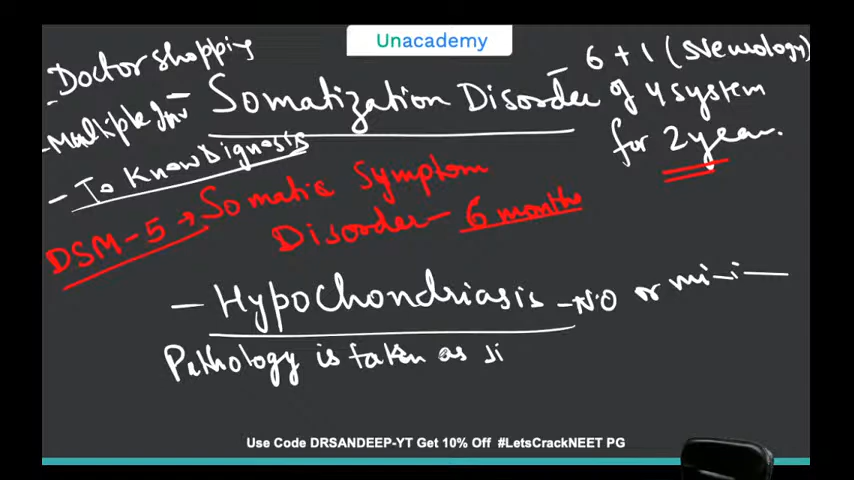 Unacademy
- Doctor shopping
- Multiple Inv
- To Know Diagnosis
Somatization Disorder
- 6 + 1
of 4 system
for 2 year.
DSM-5 → Somatic Symptom
Disorder - 6 months
- Hypochondriasis - NO or
Pathology is taken as
Use Code DRSANDEEP-YT Get 10% Off #LetsCrackNEET PG